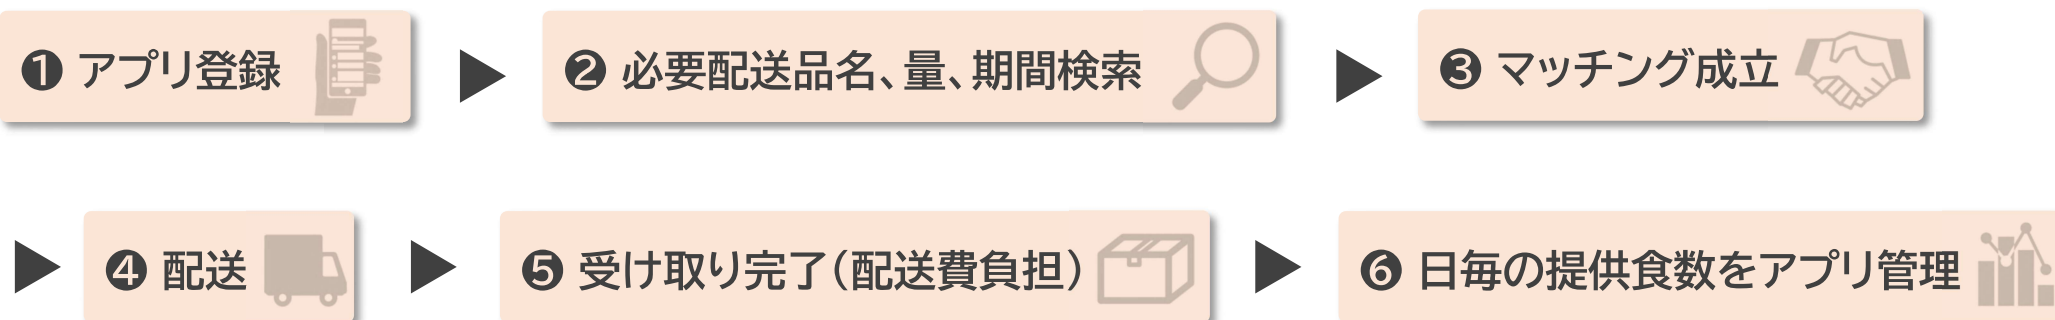 ❶ アプリ登録
❷ 必要配送品名、量、期間検索
❸ マッチング成立
❹ 配送
❺ 受け取り完了(配送費負担)
❻ 日毎の提供食数をアプリ管理